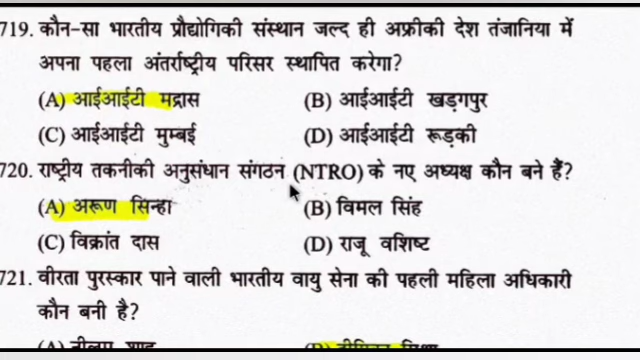 719. कौन-सा भारतीय प्रौद्योगिकी संस्थान जल्द ही अफ्रीकी देश तंजानिया में
अपना पहला अंतर्राष्ट्रीय परिसर स्थापित करेगा?
(A) आईआईटी मद्रास (B) आईआईटी खड़गपुर
(C) आईआईटी मुम्बई (D) आईआईटी रूड़की
720. राष्ट्रीय तकनीकी अनुसंधान संगठन (NTRO) के नए अध्यक्ष कौन बने हैं?
(A) अरूण सिन्हा (B) विमल सिंह
(C) विक्रांत दास (D) राजू वशिष्ट
721. वीरता पुरस्कार पाने वाली भारतीय वायु सेना की पहली महिला अधिकारी
कौन बनी है?
(A) (B)